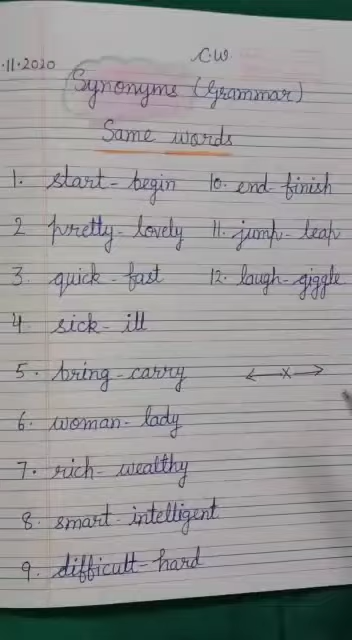 .11.2020
C.W.
Synonyms (Grammar)
Same words
1. start - begin
2 pretty - lovely
3. quick - fast
4. sick - ill
5. bring - carry
6. woman - lady
7. rich - wealthy
8. smart - intelligent
9. difficult - hard
10. end - finish
11. jump - leap
12. laugh - giggle